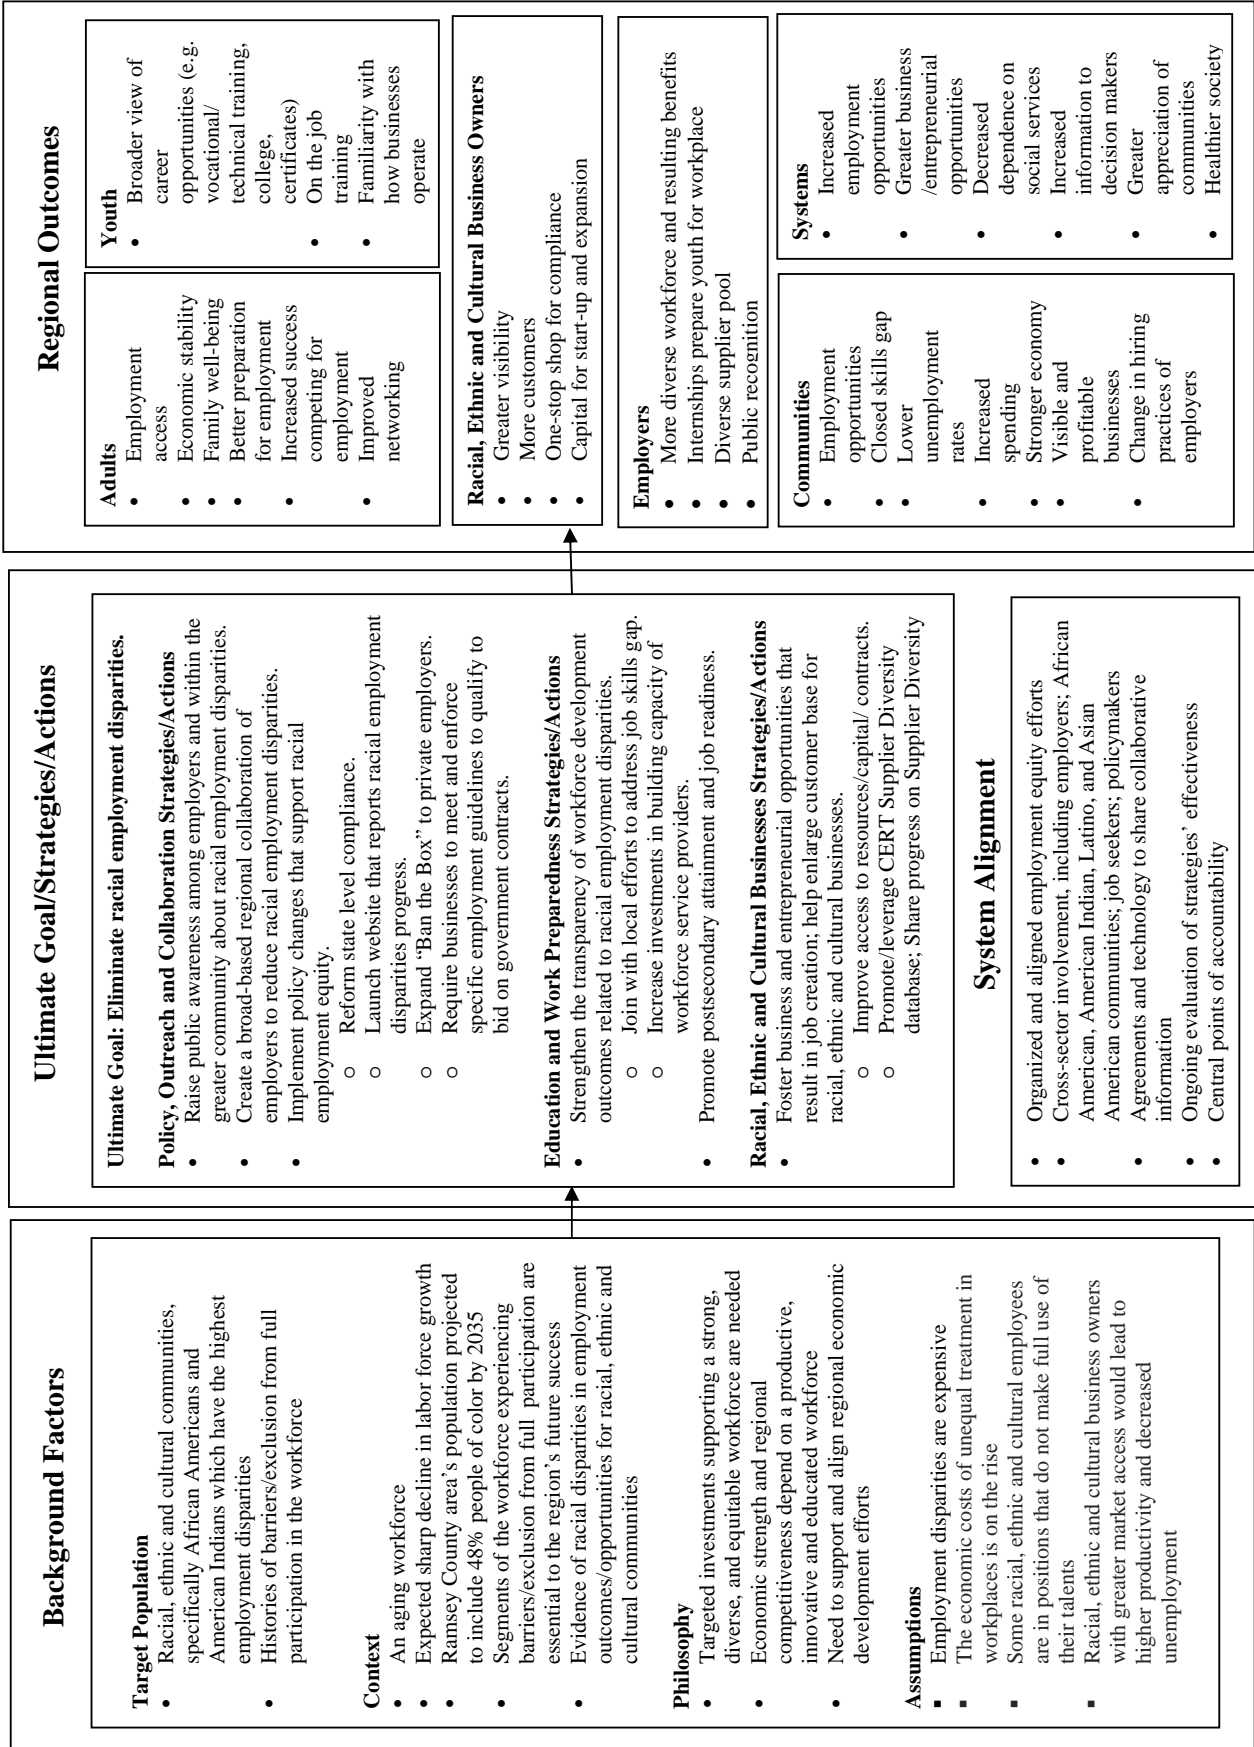 Background Factors
Target Population
• Racial, ethnic and cultural communities,
specifically African Americans and
American Indians which have the highest
employment disparities
• Histories of barriers/exclusion from full
participation in the workforce
Context
• An aging workforce
• Expected sharp decline in labor force growth
• Ramsey County area's population projected
to include 48% people of color by 2035
• Segments of the workforce experiencing
barriers/exclusion from full participation are
essential to the region's future success
• Evidence of racial disparities in employment
outcomes/opportunities for racial, ethnic and
cultural communities
Philosophy
• Targeted investments supporting a strong,
diverse, and equitable workforce are needed
• Economic strength and regional
competitiveness depend on a productive,
innovative and educated workforce
• Need to support and align regional economic
development efforts
Assumptions
▪ Employment disparities are expensive
▪ The economic costs of unequal treatment in
workplaces is on the rise
▪ Some racial, ethnic and cultural employees
are in positions that do not make full use of
their talents
▪ Racial, ethnic and cultural business owners
with greater market access would lead to
higher productivity and decreased
unemployment
Ultimate Goal/Strategies/Actions
Ultimate Goal: Eliminate racial employment disparities.
Policy, Outreach and Collaboration Strategies/Actions
• Raise public awareness among employers and within the
greater community about racial employment disparities.
• Create a broad-based regional collaboration of
employers to reduce racial employment disparities.
• Implement policy changes that support racial
employment equity.
○ Reform state level compliance.
○ Launch website that reports racial employment
disparities progress.
○ Expand "Ban the Box" to private employers.
○ Require businesses to meet and enforce
specific employment guidelines to qualify to
bid on government contracts.
Education and Work Preparedness Strategies/Actions
• Strengthen the transparency of workforce development
outcomes related to racial employment disparities.
○ Join with local efforts to address job skills gap.
○ Increase investments in building capacity of
workforce service providers.
• Promote postsecondary attainment and job readiness.
Racial, Ethnic and Cultural Businesses Strategies/Actions
• Foster business and entrepreneurial opportunities that
result in job creation; help enlarge customer base for
racial, ethnic and cultural businesses.
○ Improve access to resources/capital/ contracts.
○ Promote/leverage CERT Supplier Diversity
database; Share progress on Supplier Diversity
System Alignment
• Organized and aligned employment equity efforts
• Cross-sector involvement, including employers; African
American, American Indian, Latino, and Asian
American communities; job seekers; policymakers
• Agreements and technology to share collaborative
information
• Ongoing evaluation of strategies' effectiveness
• Central points of accountability
Regional Outcomes
Adults
• Employment
access
• Economic stability
• Family well-being
• Better preparation
for employment
• Increased success
competing for
employment
• Improved
networking
Youth
• Broader view of
career
opportunities (e.g.
vocational/
technical training,
college,
certificates)
• On the job
training
• Familiarity with
how businesses
operate
Racial, Ethnic and Cultural Business Owners
• Greater visibility
• More customers
• One-stop shop for compliance
• Capital for start-up and expansion
Employers
• More diverse workforce and resulting benefits
• Internships prepare youth for workplace
• Diverse supplier pool
• Public recognition
Communities
• Employment
opportunities
• Closed skills gap
• Lower
unemployment
rates
• Increased
spending
• Stronger economy
• Visible and
profitable
businesses
• Change in hiring
practices of
employers
Systems
• Increased
employment
opportunities
• Greater business
/entrepreneurial
opportunities
• Decreased
dependence on
social services
• Increased
information to
decision makers
• Greater
appreciation of
communities
• Healthier society